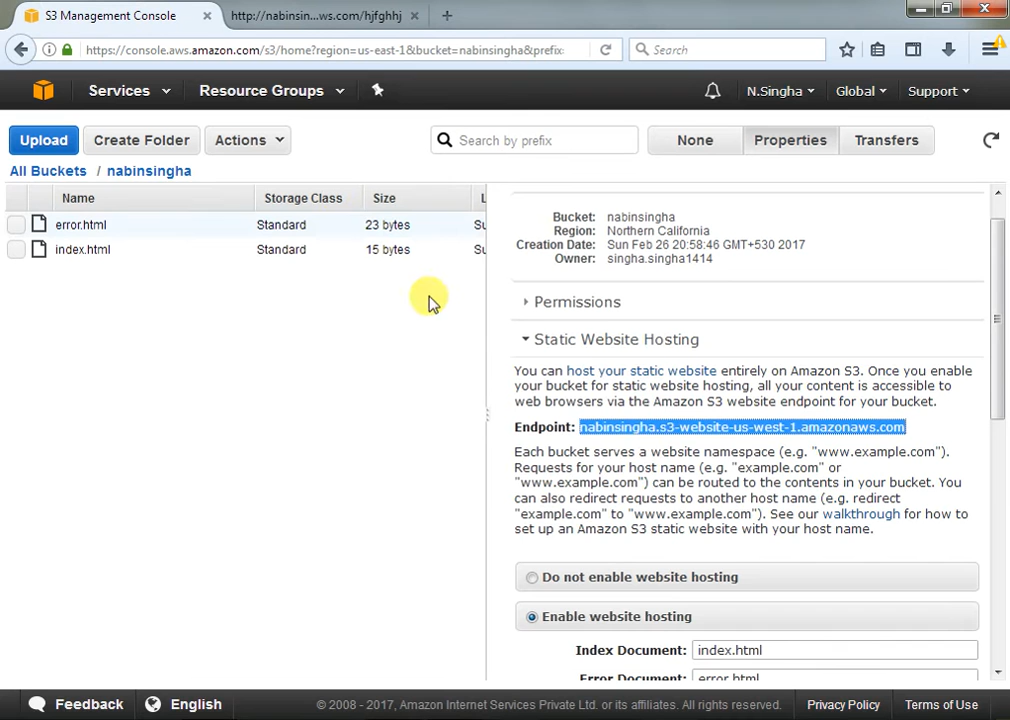 S3 Management Console
http://nabinsin...ws.com/hjfghhj
https://console.aws.amazon.com/s3/home?region=us-east-1&bucket=nabinsingha&prefix:
Search
Services
Resource Groups
N.Singha
Global
Support
Upload
Create Folder
Actions
Search by prefix
None
Properties
Transfers
All Buckets / nabinsingha
Name
Storage Class
Size
L
error.html
Standard
23 bytes
Su
index.html
Standard
15 bytes
Su
Bucket: nabinsingha
Region: Northern California
Creation Date: Sun Feb 26 20:58:46 GMT+530 2017
Owner: singha.singha1414
Permissions
Static Website Hosting
You can host your static website entirely on Amazon S3. Once you enable
your bucket for static website hosting, all your content is accessible to
web browsers via the Amazon S3 website endpoint for your bucket.
Endpoint: nabinsingha.s3-website-us-west-1.amazonaws.com
Each bucket serves a website namespace (e.g. "www.example.com").
Requests for your host name (e.g. "example.com" or
"www.example.com") can be routed to the contents in your bucket. You
can also redirect requests to another host name (e.g. redirect
"example.com" to "www.example.com"). See our walkthrough for how to
set up an Amazon S3 static website with your host name.
Do not enable website hosting
Enable website hosting
Index Document: index.html
Error Document: error.html
Feedback
English
© 2008 - 2017, Amazon Internet Services Private Ltd. or its affiliates. All rights reserved.
Privacy Policy
Terms of Use